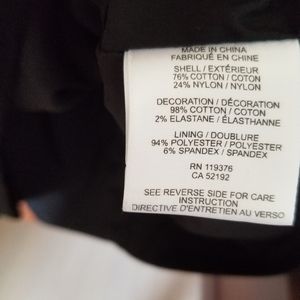 MADE IN CHINA
FABRIQUÉ EN CHINE
SHELL / EXTÉRIEUR
76% COTTON / COTON
24% NYLON / NYLON
DECORATION / DÉCORATION
98% COTTON / COTON
2% ELASTANE / ÉLASTHANNE
LINING / DOUBLURE
94% POLYESTER / POLYESTER
6% SPANDEX / SPANDEX
RN 119376
CA 52192
SEE REVERSE SIDE FOR CARE
INSTRUCTION
DIRECTIVE D'ENTRETIEN AU VERSO